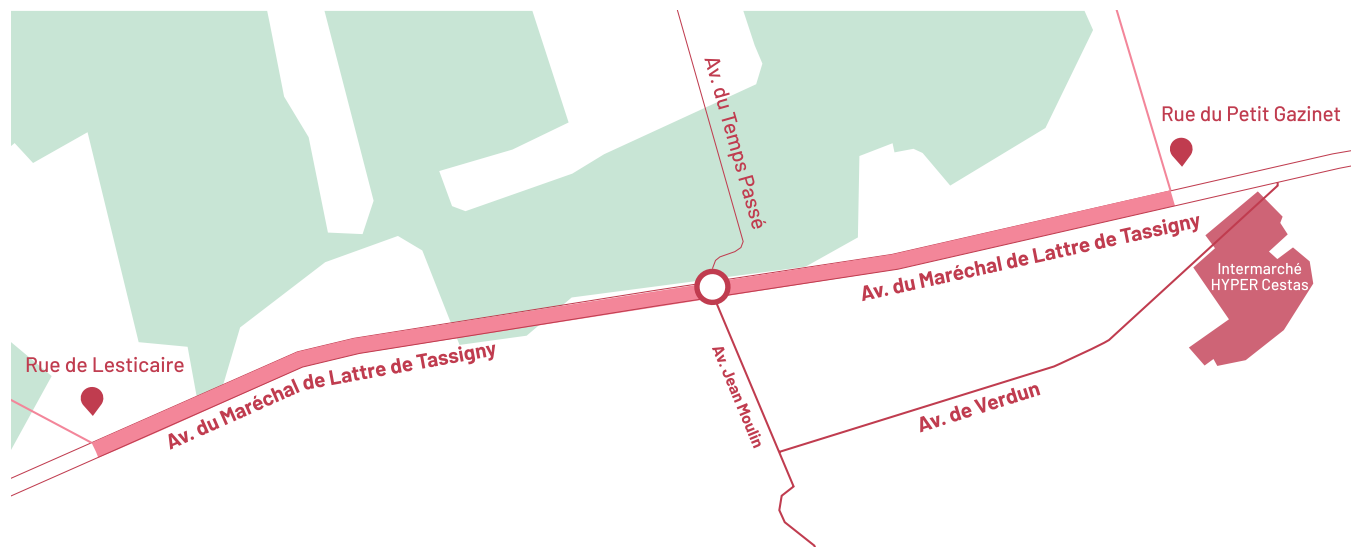 Av. du Temps Passé
Rue du Petit Gazinet
Av. du Maréchal de Lattre de Tassigny
Intermarché
HYPER Cestas
Rue de Lesticaire
Av. du Maréchal de Lattre de Tassigny
Av. Jean Moulin
Av. de Verdun